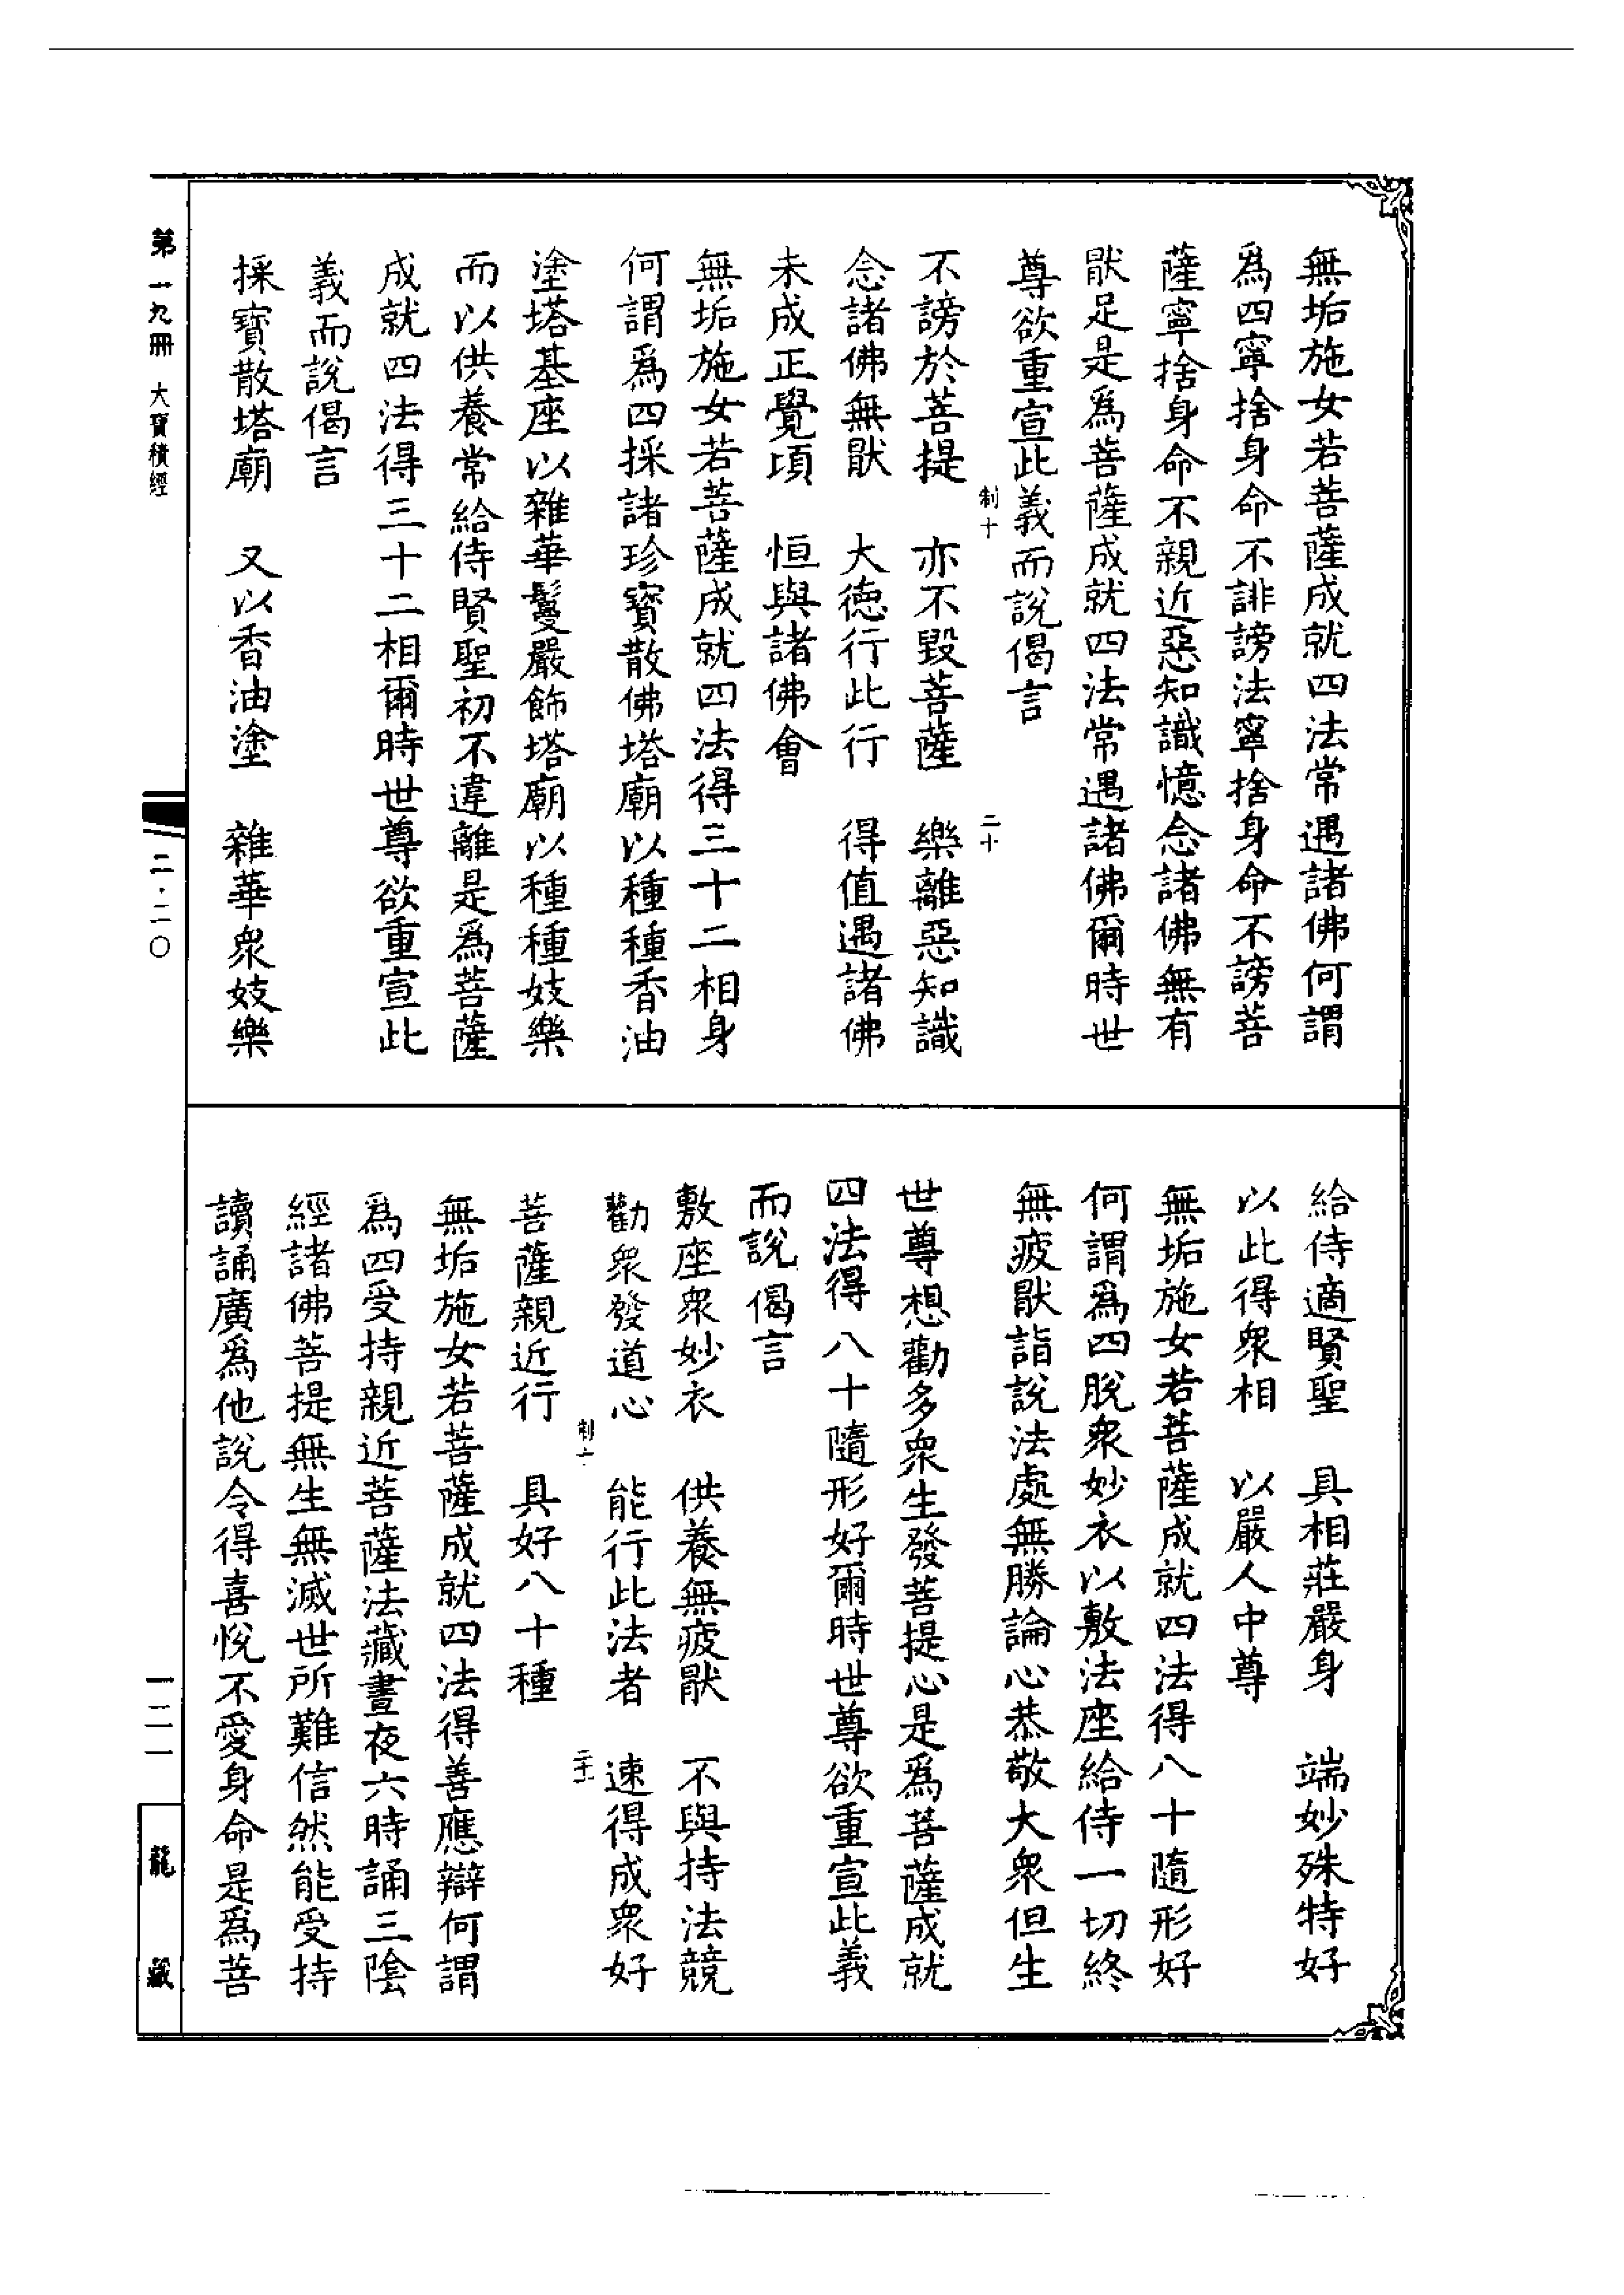 無垢施女若菩薩成就四法常遇諸佛何謂
爲四寧捨身命不誹謗法寧捨身命不謗菩
薩寧捨身命不親近惡知識憶念諸佛無有
猒足是爲菩薩成就四法常遇諸佛爾時世
尊欲重宣此義而說偈言
制十 二十
不謗於菩提 亦不毀菩薩 樂離惡知識
念諸佛無猒 大德行此行 得值遇諸佛
未成正覺頃 恒與諸佛會
無垢施女若菩薩成就四法得三十二相身
何謂爲四採諸珍寶散佛塔廟以種種香油
塗塔基座以雜華鬘嚴飾塔廟以種種妓樂
而以供養常給侍賢聖初不違離是爲菩薩
成就四法得三十二相爾時世尊欲重宣此
義而說偈言
採寶散塔廟 又以香油塗 雜華衆妓樂
給侍適賢聖 具相莊嚴身 端妙殊特好
以此得衆相 以嚴人中尊
無垢施女若菩薩成就四法得八十隨形好
何謂爲四脫衆妙衣以敷法座給侍一切終
無疲猒詣說法處無勝論心恭敬大衆但生
世尊想勸多衆生發菩提心是爲菩薩成就
四法得八十隨形好爾時世尊欲重宣此義
而說偈言
敷座衆妙衣 供養無疲猒 不與持法競
勸衆發道心 能行此法者 速得成衆好
制十
菩薩親近行 具好八十種
無垢施女若菩薩成就四法得善應辯何謂
爲四受持親近菩薩法藏晝夜六時誦三陰
經諸佛菩提無生無滅世所難信然能受持
讀誦廣爲他說令得喜悅不愛身命是爲菩
第一九冊 大寶積經
二·二〇
一二一
龍藏